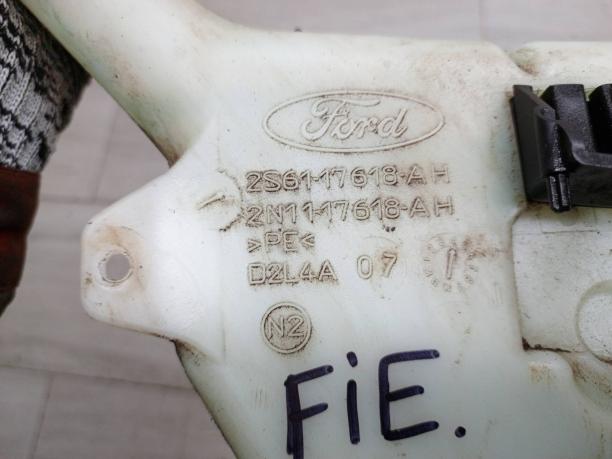 Ford
2S61-17618-AH
2N11-17618-AH
>PE<
D2L4A 07
N2
FiE.